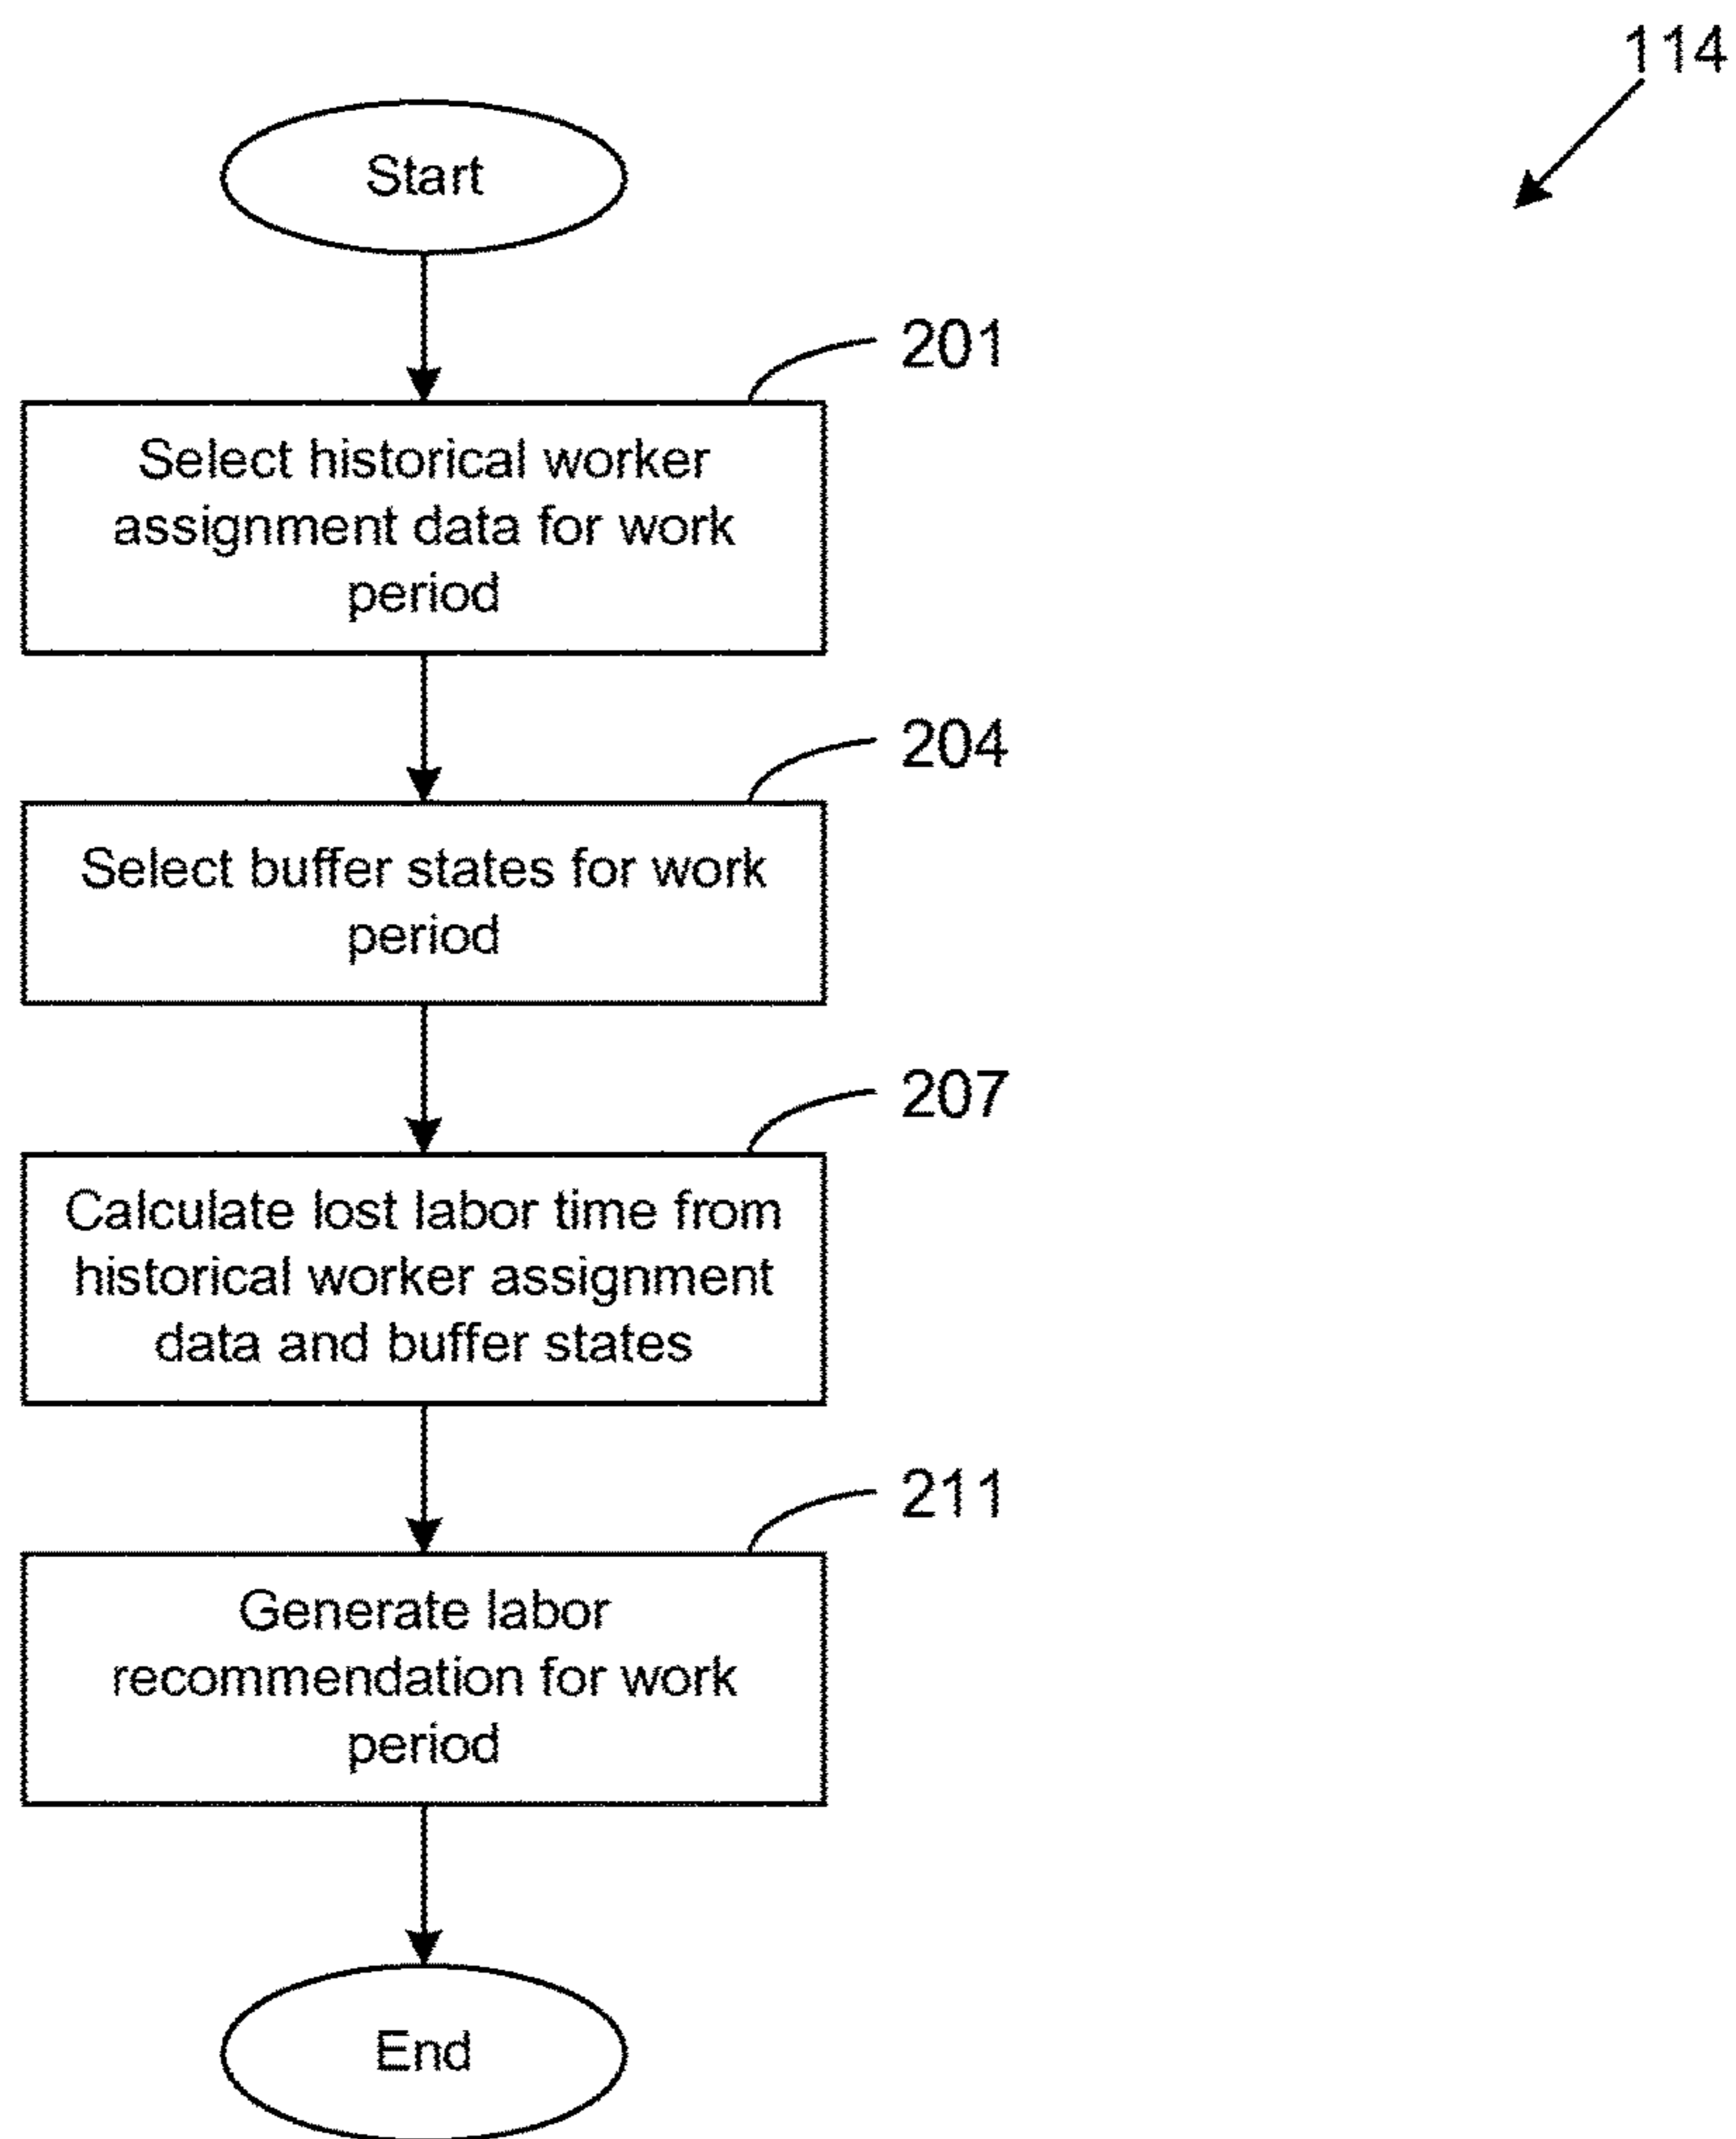 114
Start
201
Select historical worker
assignment data for work
period
204
Select buffer states for work
period
207
Calculate lost labor time from
historical worker assignment
data and buffer states
211
Generate labor
recommendation for work
period
End